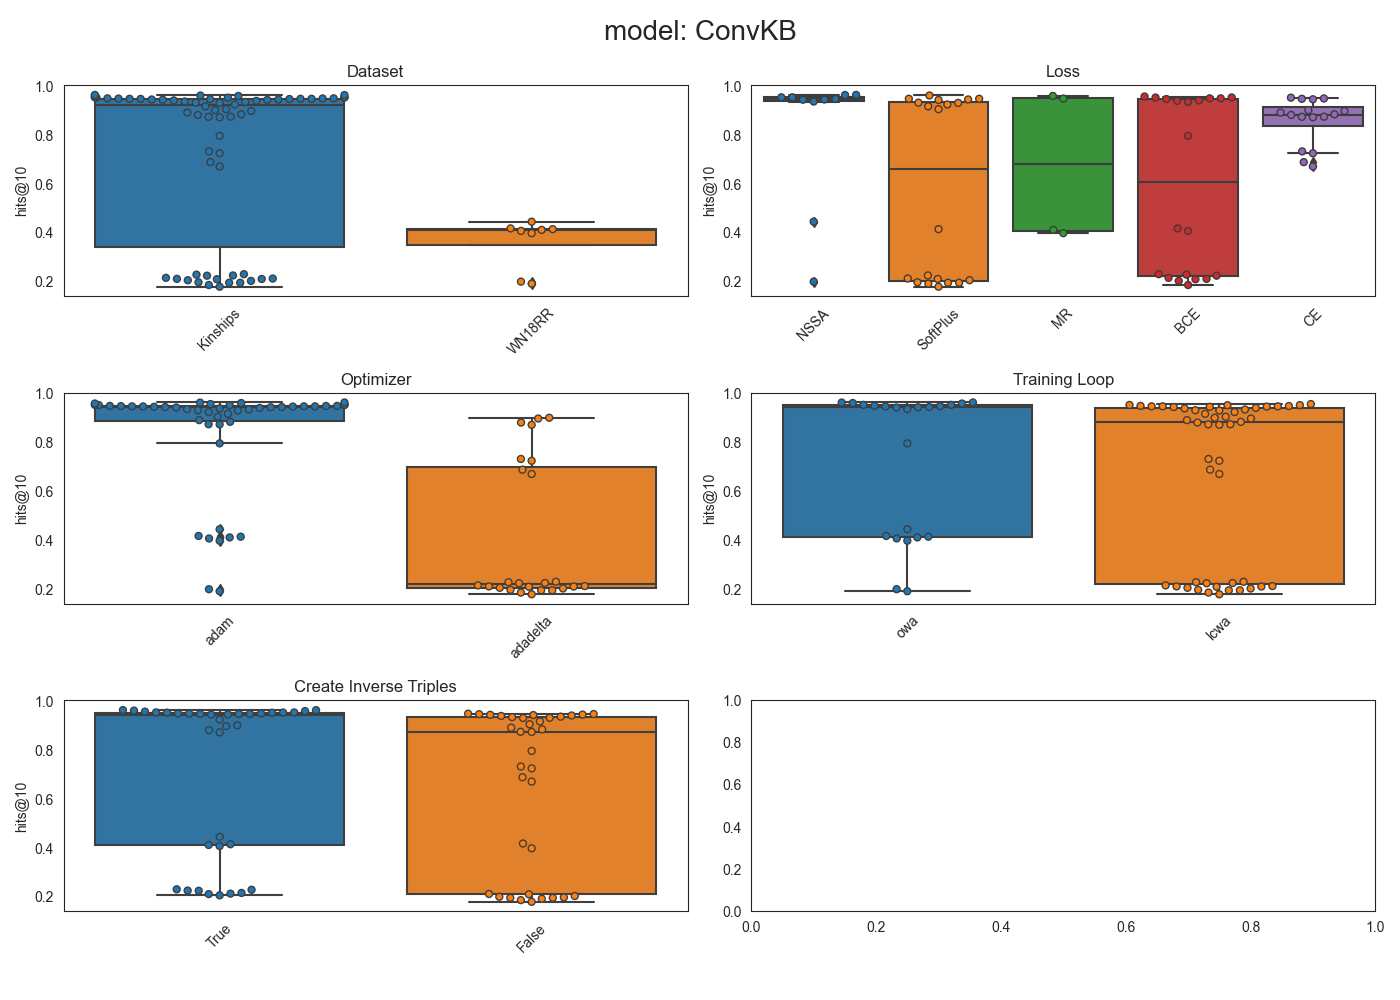 model: ConvKB
Dataset
hits@10
1.0
0.8
0.6
0.4
0.2
Kinships
WN18RR
Loss
hits@10
1.0
0.8
0.6
0.4
0.2
NSSA
SoftPlus
MR
BCE
CE
Optimizer
hits@10
1.0
0.8
0.6
0.4
0.2
adam
adadelta
Training Loop
hits@10
1.0
0.8
0.6
0.4
0.2
owa
lcwa
Create Inverse Triples
hits@10
1.0
0.8
0.6
0.4
0.2
True
False
1.0
0.8
0.6
0.4
0.2
0.0
0.0 0.2 0.4 0.6 0.8 1.0